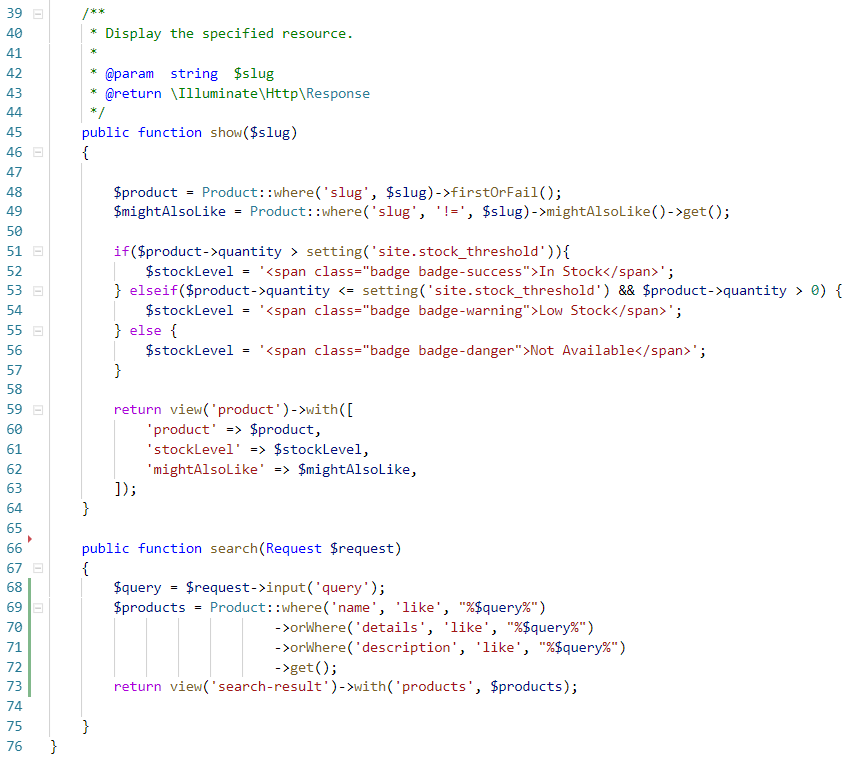 39 /**
40 * Display the specified resource.
41 *
42 * @param  string  $slug
43 * @return \Illuminate\Http\Response
44 */
45 public function show($slug)
46 {
47
48 $product = Product::where('slug', $slug)->firstOrFail();
49 $mightAlsoLike = Product::where('slug', '!=', $slug)->mightAlsoLike()->get();
50
51 if($product->quantity > setting('site.stock_threshold')){
52 $stockLevel = '<span class="badge badge-success">In Stock</span>';
53 } elseif($product->quantity <= setting('site.stock_threshold') && $product->quantity > 0) {
54 $stockLevel = '<span class="badge badge-warning">Low Stock</span>';
55 } else {
56 $stockLevel = '<span class="badge badge-danger">Not Available</span>';
57 }
58
59 return view('product')->with([
60 'product' => $product,
61 'stockLevel' => $stockLevel,
62 'mightAlsoLike' => $mightAlsoLike,
63 ]);
64 }
65
66 public function search(Request $request)
67 {
68 $query = $request->input('query');
69 $products = Product::where('name', 'like', "%$query%")
70 ->orWhere('details', 'like', "%$query%")
71 ->orWhere('description', 'like', "%$query%")
72 ->get();
73 return view('search-result')->with('products', $products);
74
75 }
76 }